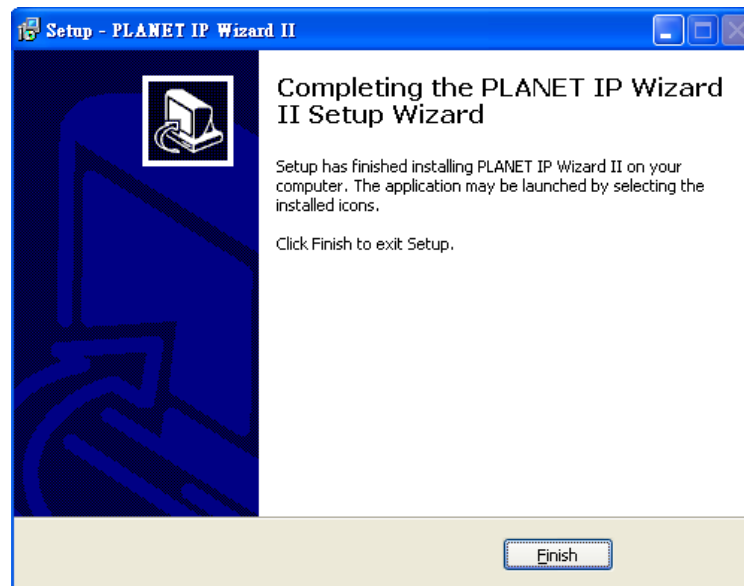 Setup - PLANET IP Wizard II
Completing the PLANET IP Wizard
II Setup Wizard
Setup has finished installing PLANET IP Wizard II on your
computer. The application may be launched by selecting the
installed icons.
Click Finish to exit Setup.
Finish